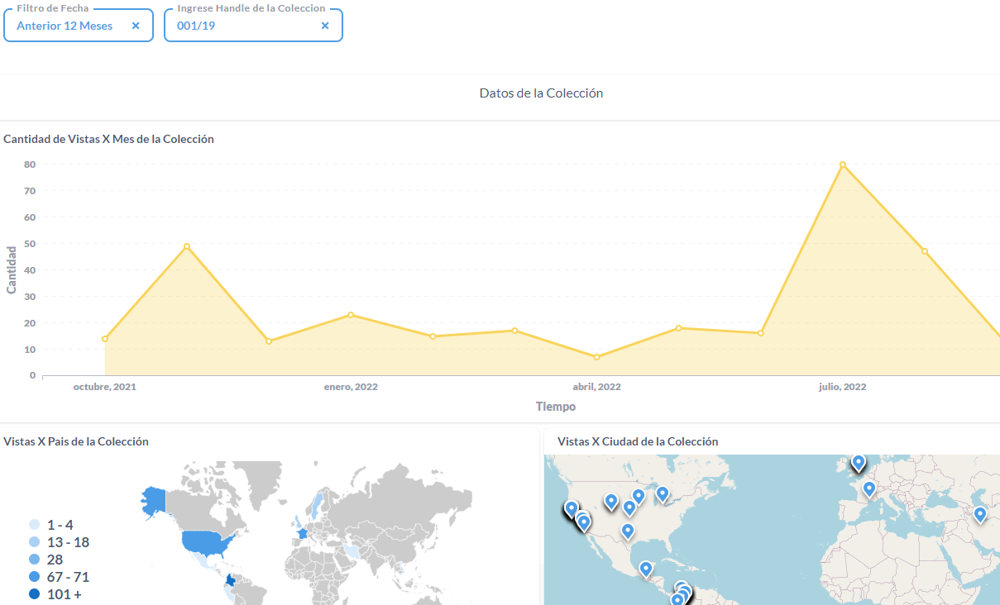 Filtro de Fecha
Anterior 12 Meses ×
Ingrese Handle de la Coleccion
001/19 ×
Datos de la Colección
Cantidad de Vistas X Mes de la Colección
80
70
60
50
40
30
20
10
0
Cantidad
octubre, 2021
enero, 2022
abril, 2022
julio, 2022
Tiempo
Vistas X Pais de la Colección
1 - 4
13 - 18
28
67 - 71
101 +
Vistas X Ciudad de la Colección